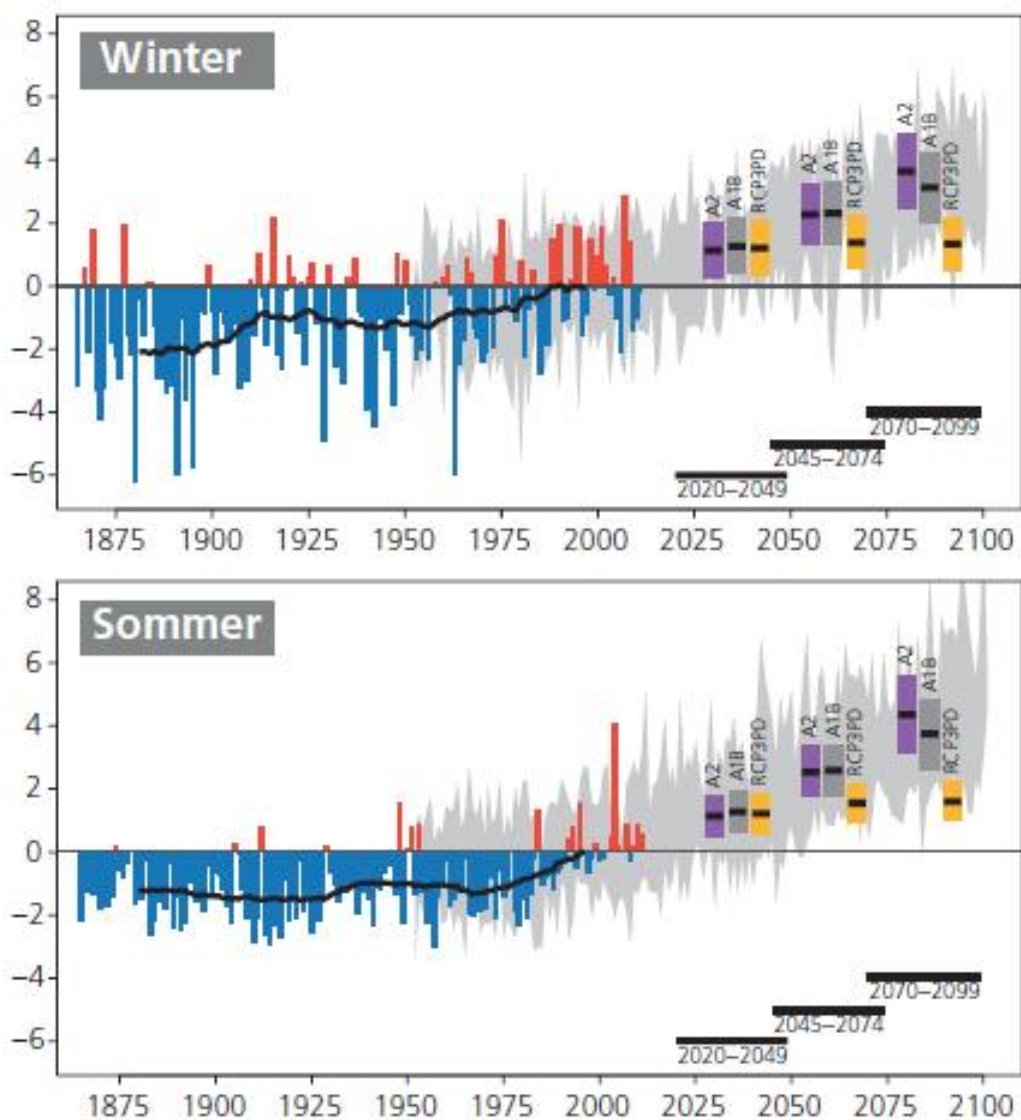 8
Winter
6
4
2
0
−2
−4
−6
A2
A1B
RCP3PD
A2
A1B
RCP3PD
A2
A1B
RCP3PD
2070–2099
2045–2074
2020–2049
1875 1900 1925 1950 1975 2000 2025 2050 2075 2100
8
Sommer
6
4
2
0
−2
−4
−6
A2
A1B
RCP3PD
A2
A1B
RCP3PD
A2
A1B
RCP3PD
2070–2099
2045–2074
2020–2049
1875 1900 1925 1950 1975 2000 2025 2050 2075 2100